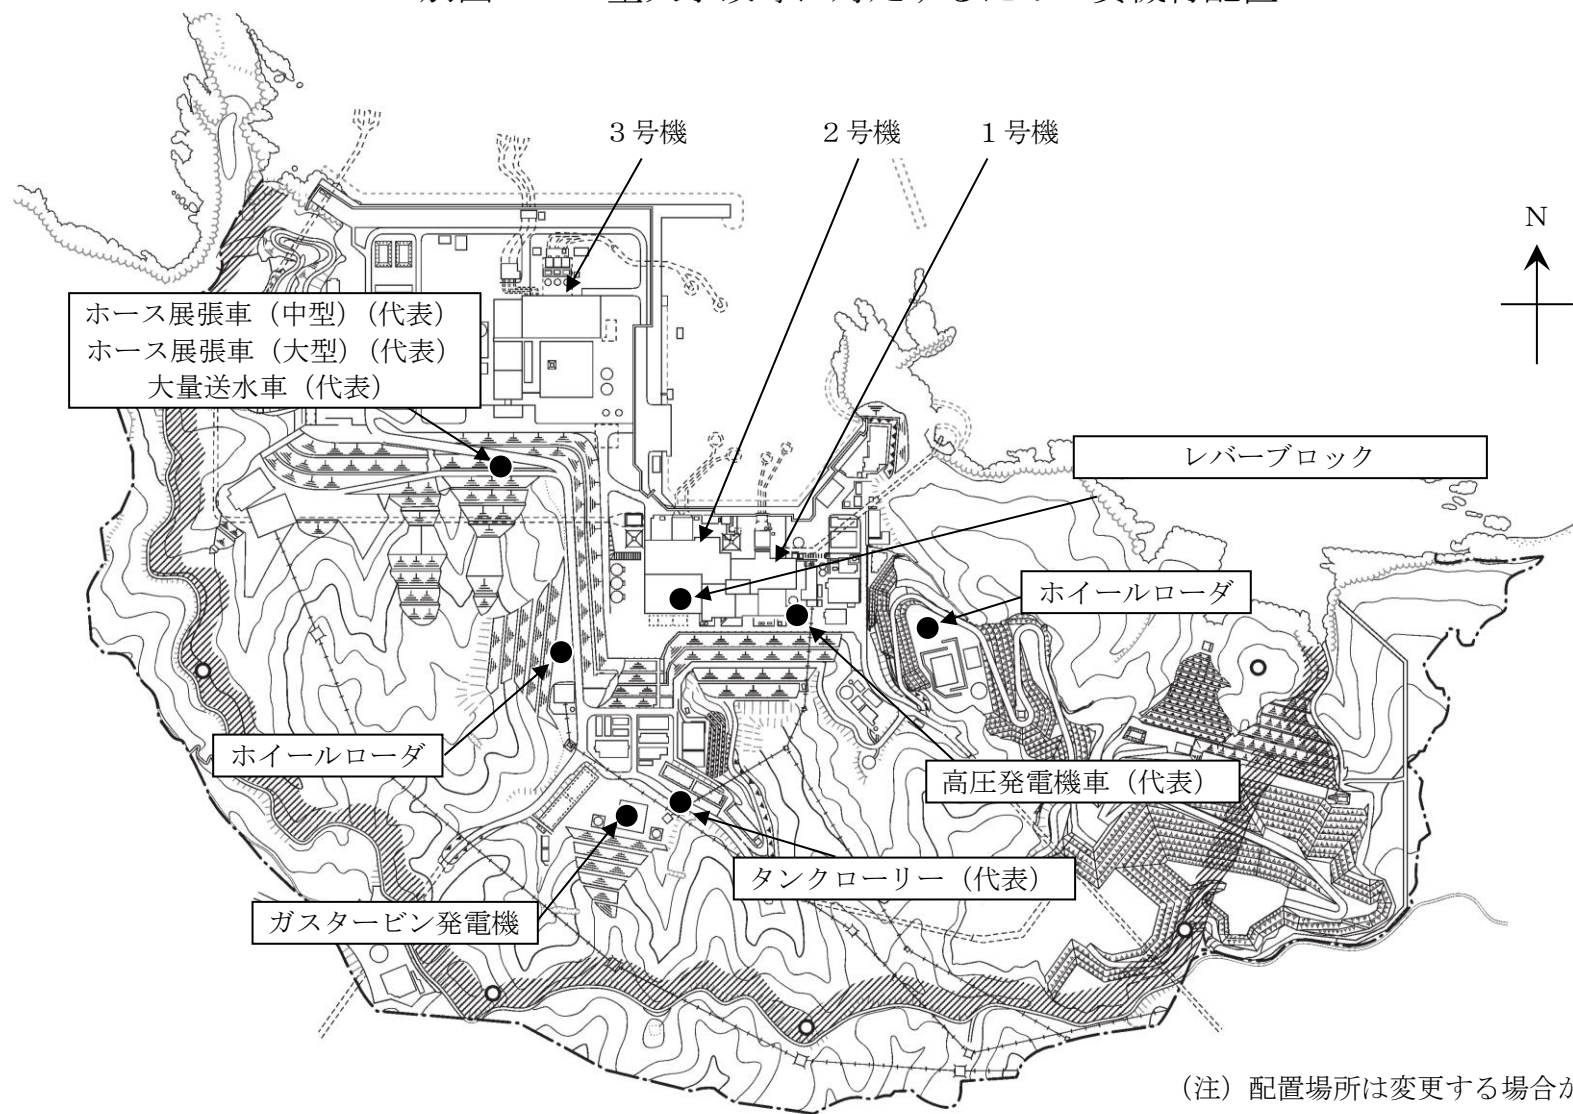 ３号機
２号機
１号機
N
ホース展張車（中型）（代表）
ホース展張車（大型）（代表）
大量送水車（代表）
レバーブロック
ホイールローダ
ホイールローダ
高圧発電機車（代表）
タンクローリー（代表）
ガスタービン発電機
（注）配置場所は変更する場合か